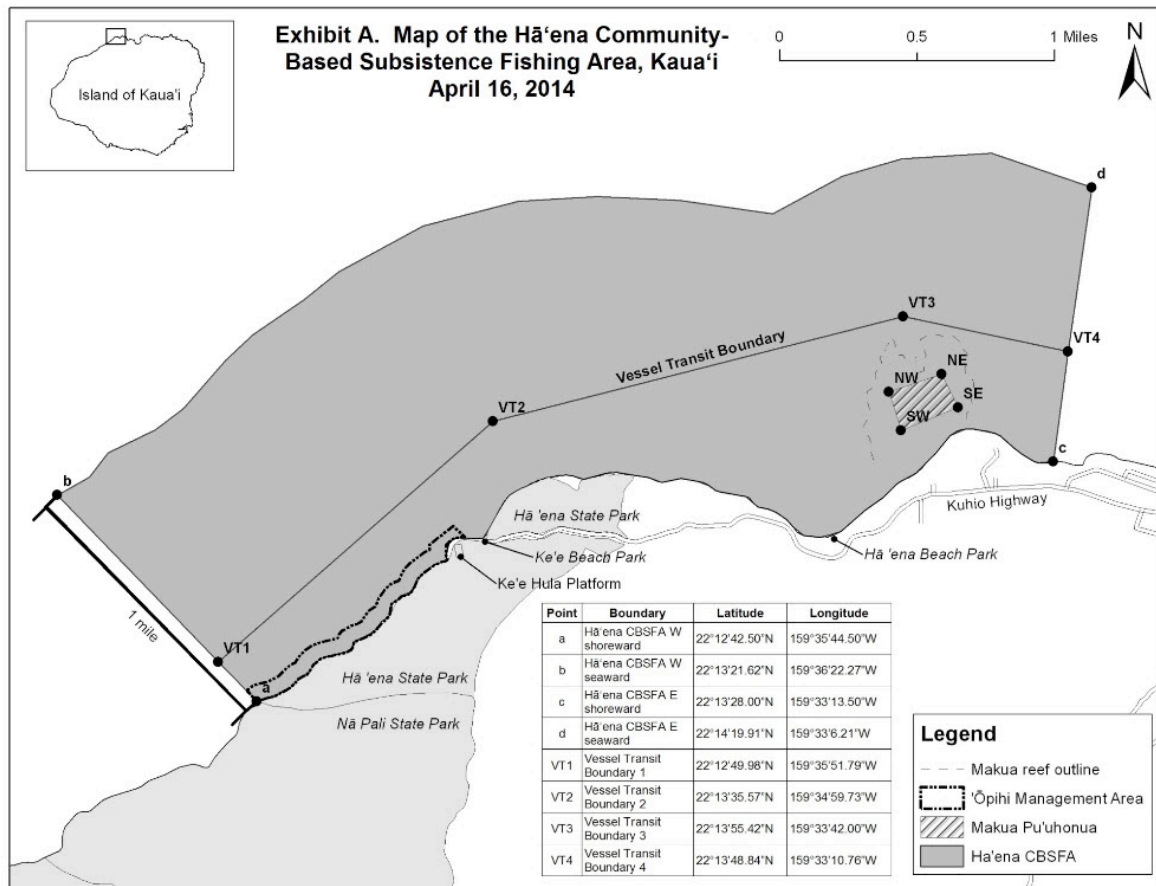 Exhibit A. Map of the Hā‘ena Community-
Based Subsistence Fishing Area, Kaua‘i
April 16, 2014
Island of Kaua'i
0 0.5 1 Miles
N
d
VT3
VT4
Vessel Transit Boundary
NE
NW
SE
SW
VT2
c
b
Kuhio Highway
Hā 'ena State Park
Ke'e Beach Park
Hā 'ena Beach Park
Ke'e Hula Platform
1 mile
VT1
a
Hā 'ena State Park
Nā Pali State Park
Point Boundary Latitude Longitude
a Hā‘ena CBSFA W shoreward 22°12'42.50"N 159°35'44.50"W
b Hā‘ena CBSFA W seaward 22°13'21.62"N 159°36'22.27"W
c Hā‘ena CBSFA E shoreward 22°13'28.00"N 159°33'13.50"W
d Hā‘ena CBSFA E seaward 22°14'19.91"N 159°33'6.21"W
VT1 Vessel Transit Boundary 1 22°12'49.98"N 159°35'51.79"W
VT2 Vessel Transit Boundary 2 22°13'35.57"N 159°34'59.73"W
VT3 Vessel Transit Boundary 3 22°13'55.42"N 159°33'42.00"W
VT4 Vessel Transit Boundary 4 22°13'48.84"N 159°33'10.76"W
Legend
Makua reef outline
'Ōpihi Management Area
Makua Pu'uhonua
Ha'ena CBSFA